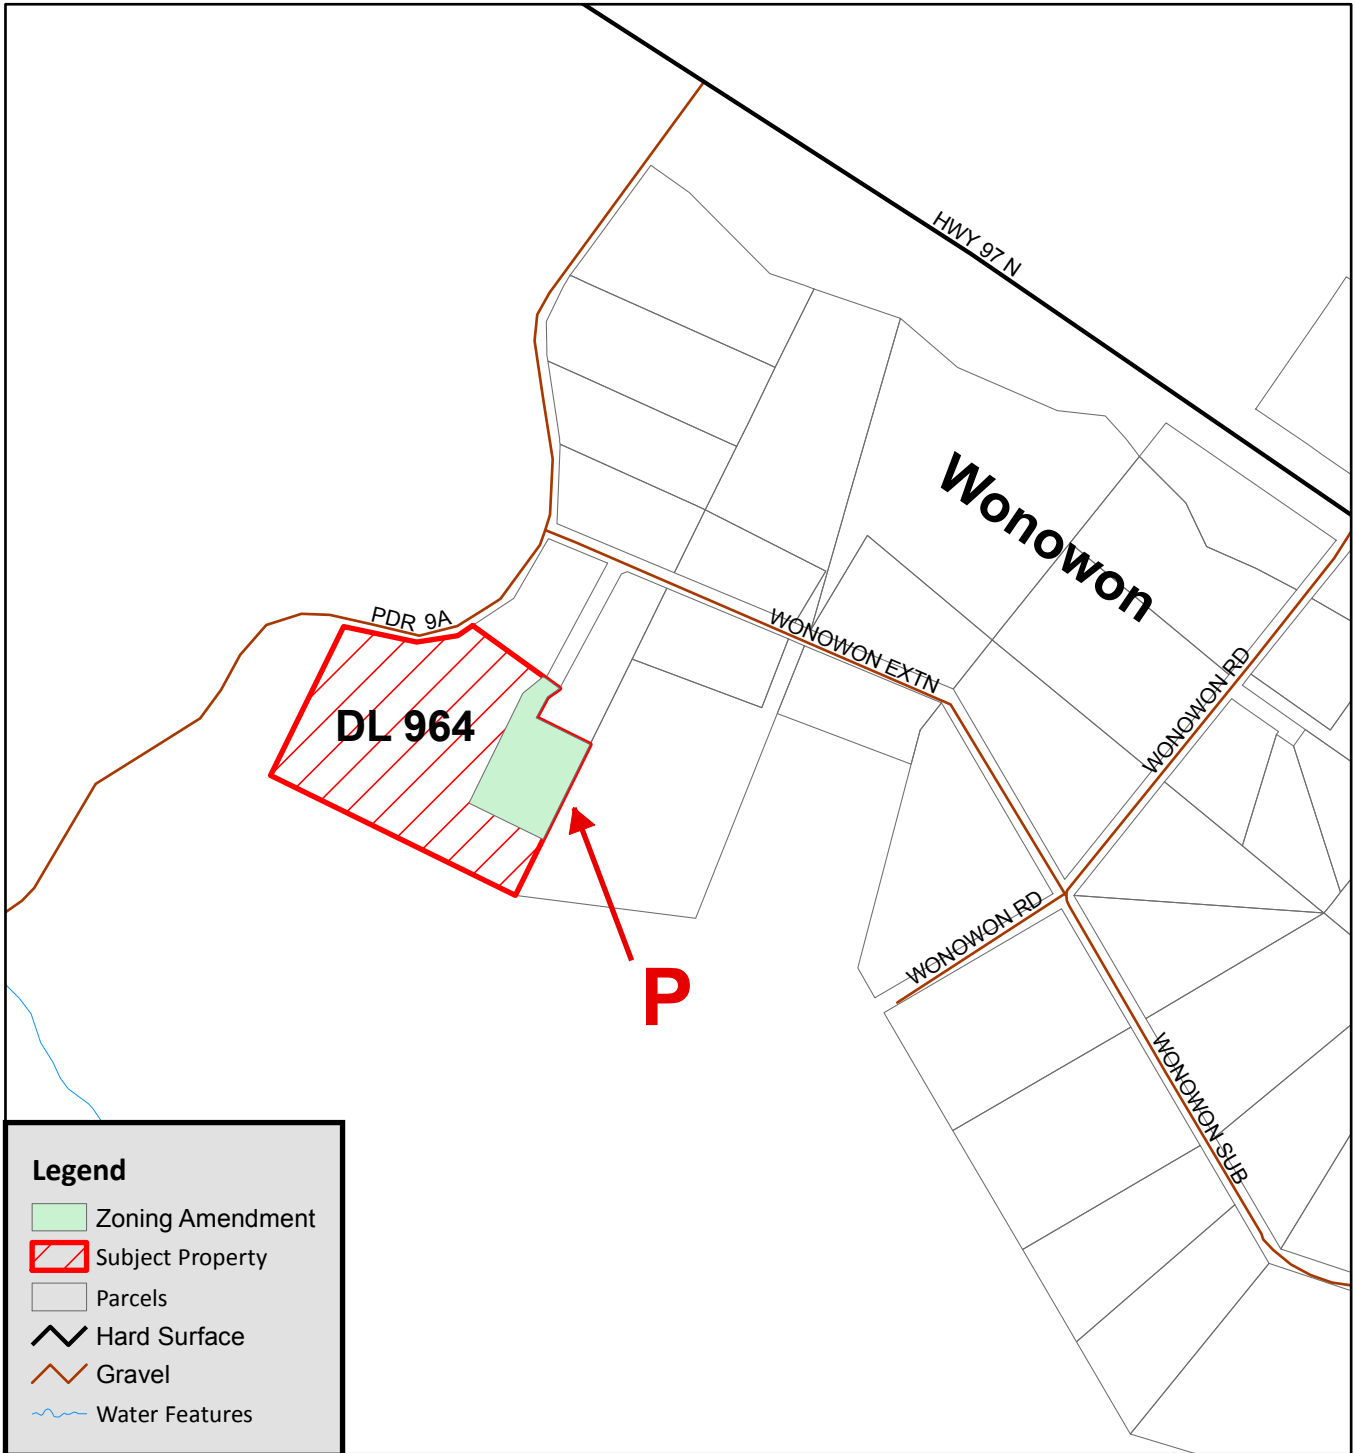 HWY 97 N
Wonowon
PDR 9A
WONOWON EXTN
WONOWON RD
DL 964
WONOWON RD
P
WONOWON SUB
Legend
Zoning Amendment
Subject Property
Parcels
Hard Surface
Gravel
Water Features